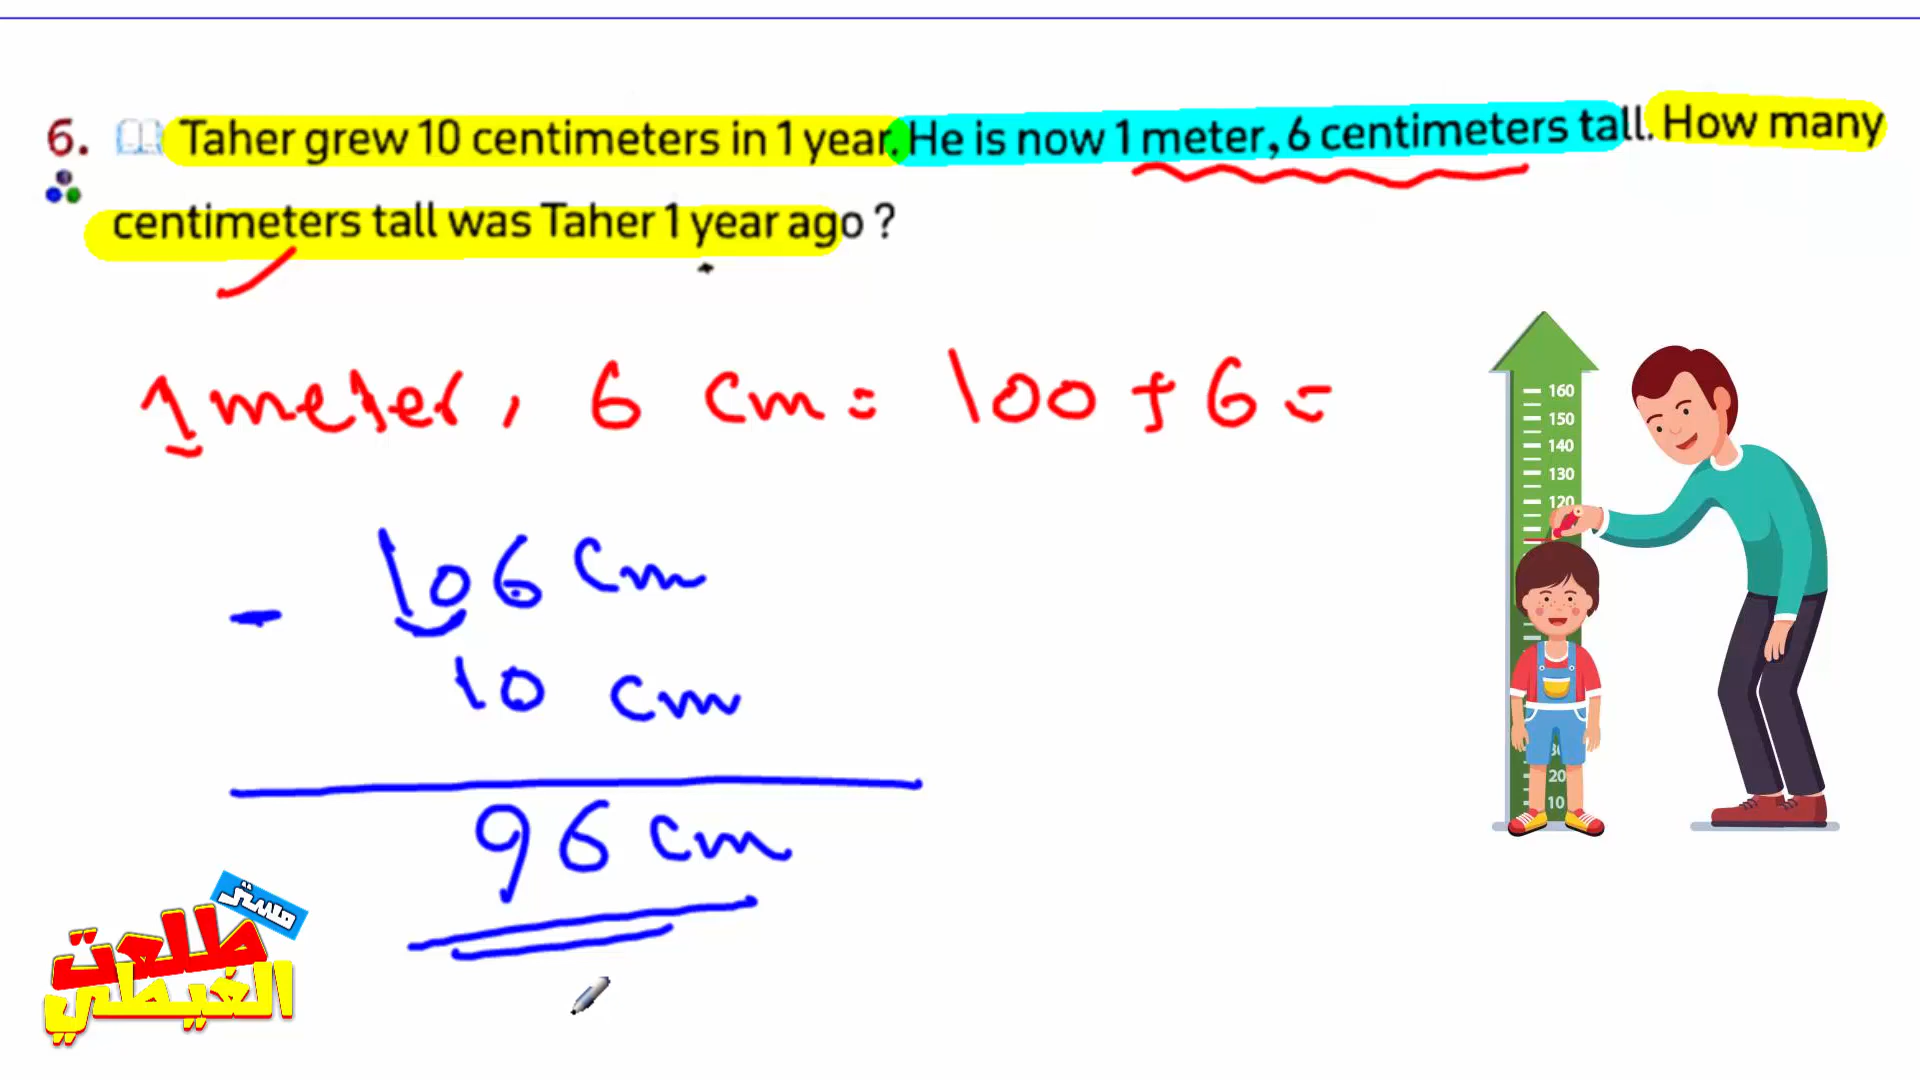 6. Taher grew 10 centimeters in 1 year. He is now 1 meter, 6 centimeters tall. How many
centimeters tall was Taher 1 year ago ?
1 meter, 6 cm = 100 + 6 =
106 cm
-
10 cm
96 cm
160
150
140
130
120
30
20
10
مستر
طلعت
الغيطي